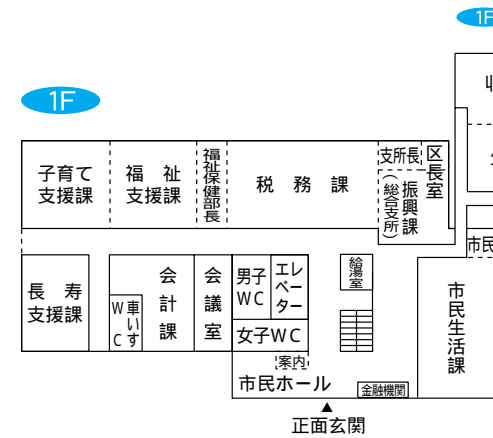 1F
1F
子育て
支援課
福祉
支援課
福祉保健部長
税務課
支所長
区長室
振興課
(総合支所)
市民
長寿
支援課
会計課
車いす
WC
会議室
男子
WC
エレベーター
女子WC
給湯室
市民生活課
案内
市民ホール
金融機関
▲
正面玄関